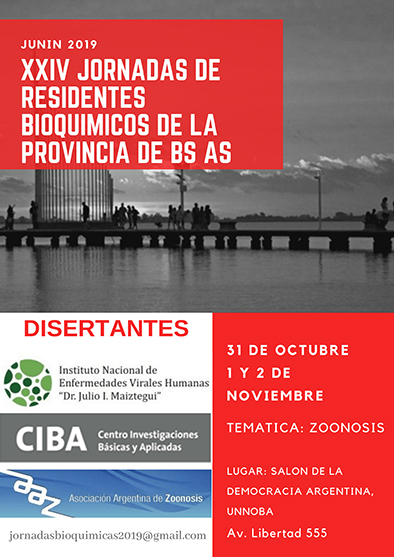 JUNIN 2019
XXIV JORNADAS DE
RESIDENTES
BIOQUIMICOS DE LA
PROVINCIA DE BS AS
DISERTANTES
Instituto Nacional de
Enfermedades Virales Humanas
"Dr. Julio I. Maiztegui"
CIBA
Centro Investigaciones
Básicas y Aplicadas
aaz
Asociación Argentina de Zoonosis
jornadasbioquimicas2019@gmail.com
31 DE OCTUBRE
1 Y 2 DE
NOVIEMBRE
TEMATICA: ZOONOSIS
LUGAR: SALON DE LA
DEMOCRACIA ARGENTINA,
UNNOBA
Av. Libertad 555